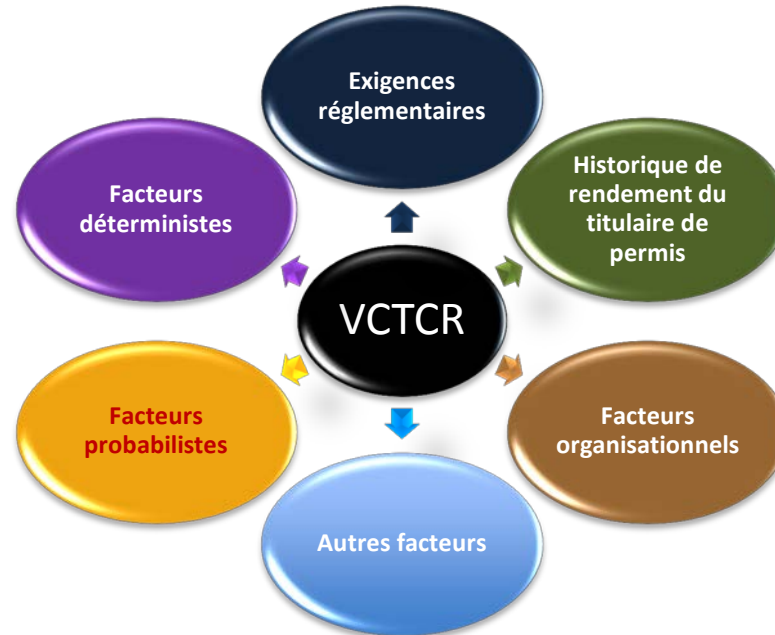 Exigences
réglementaires
Historique de
rendement du
titulaire de
permis
Facteurs
organisationnels
Autres facteurs
Facteurs
probabilistes
Facteurs
déterministes
VCTCR